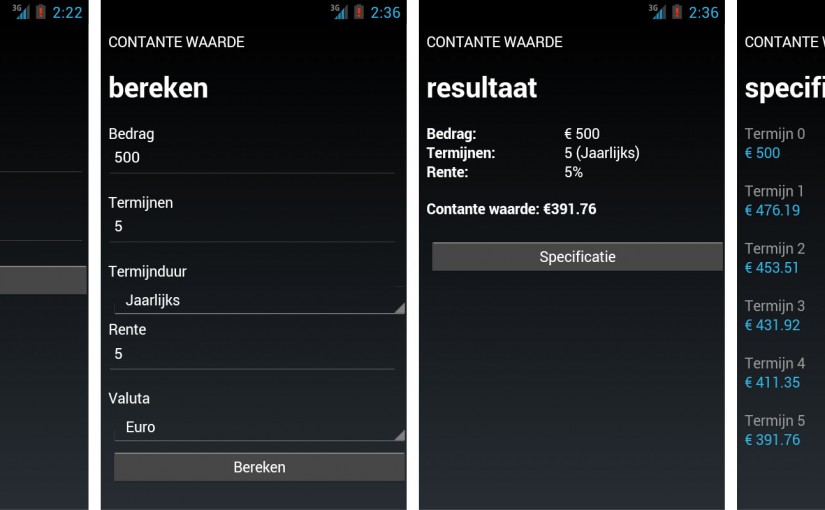 3G 2:22
3G 2:36
CONTANTE WAARDE
bereken
Bedrag
500
Termijnen
5
Termijnduur
Jaarlijks
Rente
5
Valuta
Euro
Bereken
3G 2:36
CONTANTE WAARDE
resultaat
Bedrag: € 500
Termijnen: 5 (Jaarlijks)
Rente: 5%
Contante waarde: €391.76
Specificatie
CONTANTE
specifi
Termijn 0
€ 500
Termijn 1
€ 476.19
Termijn 2
€ 453.51
Termijn 3
€ 431.92
Termijn 4
€ 411.35
Termijn 5
€ 391.76